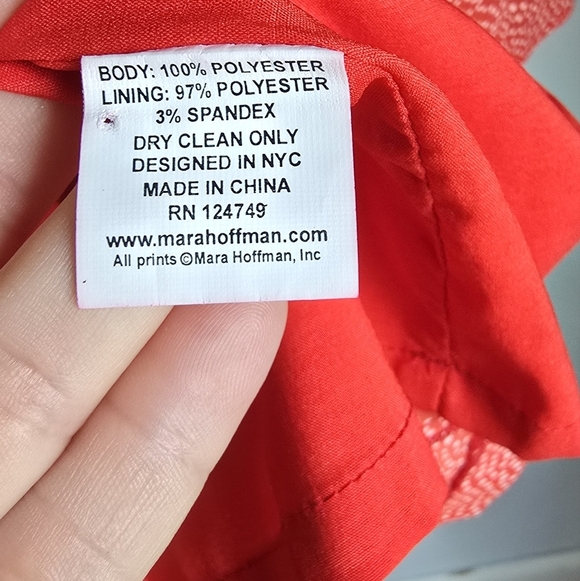 BODY: 100% POLYESTER
LINING: 97% POLYESTER
3% SPANDEX
DRY CLEAN ONLY
DESIGNED IN NYC
MADE IN CHINA
RN 124749
www.marahoffman.com
All prints ©Mara Hoffman, Inc